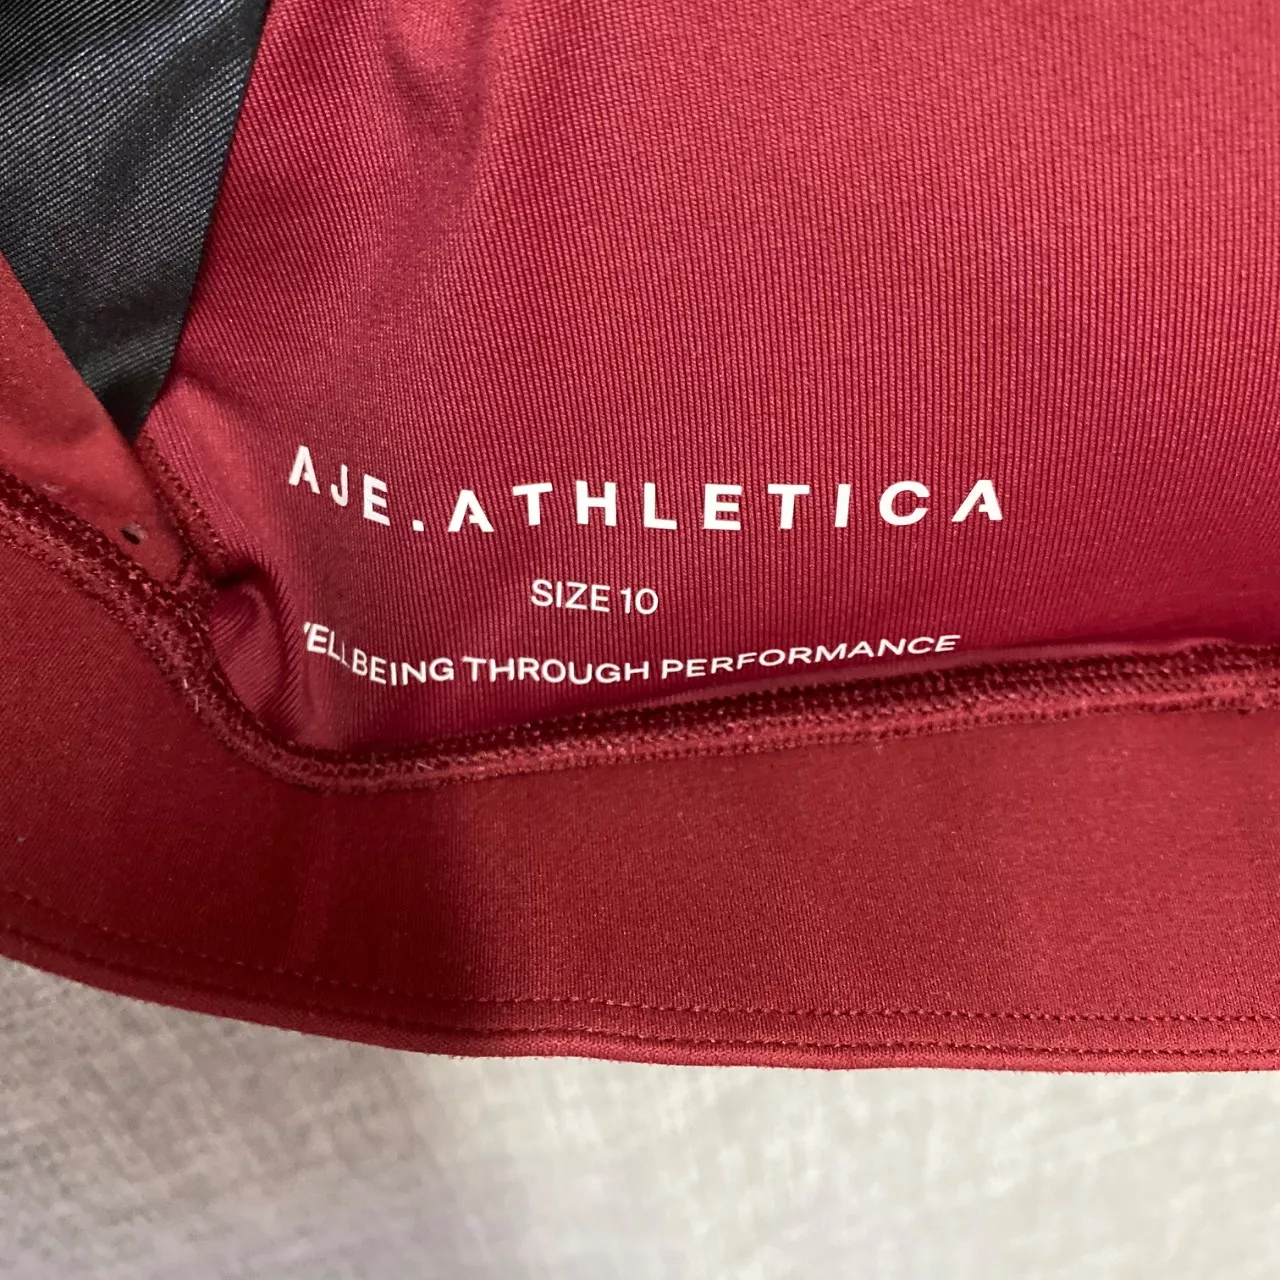 AJE.ATHLETICA
SIZE 10
WELLBEING THROUGH PERFORMANCE